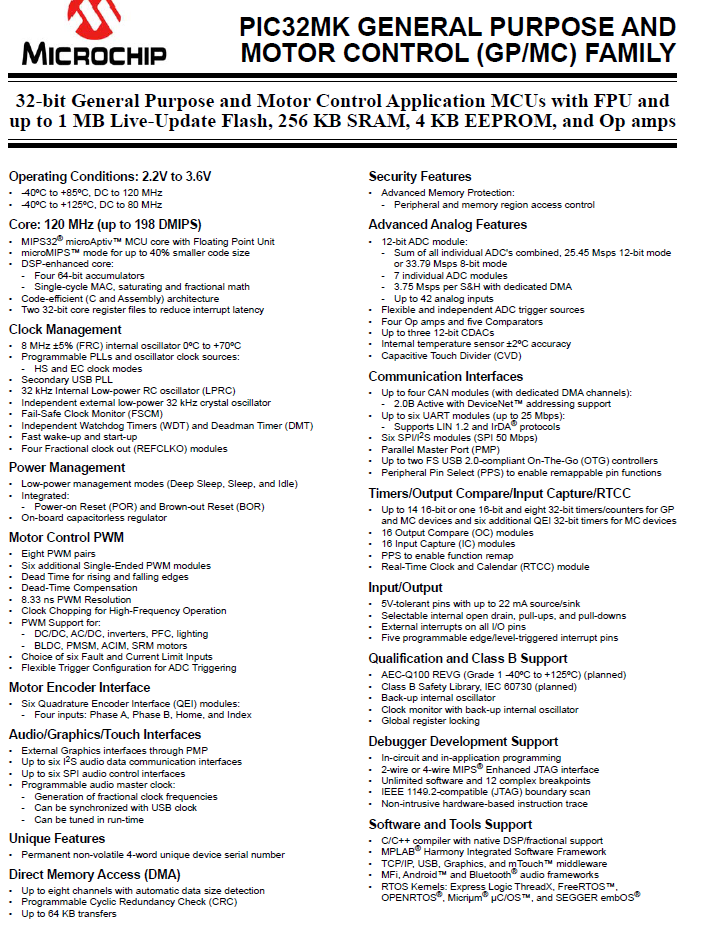 MICROCHIP
PIC32MK GENERAL PURPOSE AND
MOTOR CONTROL (GP/MC) FAMILY
32-bit General Purpose and Motor Control Application MCUs with FPU and
up to 1 MB Live-Update Flash, 256 KB SRAM, 4 KB EEPROM, and Op amps
Operating Conditions: 2.2V to 3.6V
• -40ºC to +85ºC, DC to 120 MHz
• -40ºC to +125ºC, DC to 80 MHz
Core: 120 MHz (up to 198 DMIPS)
• MIPS32® microAptiv™ MCU core with Floating Point Unit
• microMIPS™ mode for up to 40% smaller code size
• DSP-enhanced core:
- Four 64-bit accumulators
- Single-cycle MAC, saturating and fractional math
• Code-efficient (C and Assembly) architecture
• Two 32-bit core register files to reduce interrupt latency
Clock Management
• 8 MHz ±5% (FRC) internal oscillator 0ºC to +70ºC
• Programmable PLLs and oscillator clock sources:
- HS and EC clock modes
• Secondary USB PLL
• 32 kHz Internal Low-power RC oscillator (LPRC)
• Independent external low-power 32 kHz crystal oscillator
• Fail-Safe Clock Monitor (FSCM)
• Independent Watchdog Timers (WDT) and Deadman Timer (DMT)
• Fast wake-up and start-up
• Four Fractional clock out (REFCLKO) modules
Power Management
• Low-power management modes (Deep Sleep, Sleep, and Idle)
• Integrated:
- Power-on Reset (POR) and Brown-out Reset (BOR)
• On-board capacitorless regulator
Motor Control PWM
• Eight PWM pairs
• Six additional Single-Ended PWM modules
• Dead Time for rising and falling edges
• Dead-Time Compensation
• 8.33 ns PWM Resolution
• Clock Chopping for High-Frequency Operation
• PWM Support for:
- DC/DC, AC/DC, inverters, PFC, lighting
- BLDC, PMSM, ACIM, SRM motors
• Choice of six Fault and Current Limit Inputs
• Flexible Trigger Configuration for ADC Triggering
Motor Encoder Interface
• Six Quadrature Encoder Interface (QEI) modules:
- Four inputs: Phase A, Phase B, Home, and Index
Audio/Graphics/Touch Interfaces
• External Graphics interfaces through PMP
• Up to six I²S audio data communication interfaces
• Up to six SPI audio control interfaces
• Programmable audio master clock:
- Generation of fractional clock frequencies
- Can be synchronized with USB clock
- Can be tuned in run-time
Unique Features
• Permanent non-volatile 4-word unique device serial number
Direct Memory Access (DMA)
• Up to eight channels with automatic data size detection
• Programmable Cyclic Redundancy Check (CRC)
• Up to 64 KB transfers
Security Features
• Advanced Memory Protection:
- Peripheral and memory region access control
Advanced Analog Features
• 12-bit ADC module:
- Sum of all individual ADC's combined, 25.45 Msps 12-bit mode
or 33.79 Msps 8-bit mode
- 7 individual ADC modules
- 3.75 Msps per S&H with dedicated DMA
- Up to 42 analog inputs
• Flexible and independent ADC trigger sources
• Four Op amps and five Comparators
• Up to three 12-bit CDACs
• Internal temperature sensor ±2ºC accuracy
• Capacitive Touch Divider (CVD)
Communication Interfaces
• Up to four CAN modules (with dedicated DMA channels):
- 2.0B Active with DeviceNet™ addressing support
• Up to six UART modules (up to 25 Mbps):
- Supports LIN 1.2 and IrDA® protocols
• Six SPI/I²S modules (SPI 50 Mbps)
• Parallel Master Port (PMP)
• Up to two FS USB 2.0-compliant On-The-Go (OTG) controllers
• Peripheral Pin Select (PPS) to enable remappable pin functions
Timers/Output Compare/Input Capture/RTCC
• Up to 14 16-bit or one 16-bit and eight 32-bit timers/counters for GP
and MC devices and six additional QEI 32-bit timers for MC devices
• 16 Output Compare (OC) modules
• 16 Input Capture (IC) modules
• PPS to enable function remap
• Real-Time Clock and Calendar (RTCC) module
Input/Output
• 5V-tolerant pins with up to 22 mA source/sink
• Selectable internal open drain, pull-ups, and pull-downs
• External interrupts on all I/O pins
• Five programmable edge/level-triggered interrupt pins
Qualification and Class B Support
• AEC-Q100 REVG (Grade 1 -40ºC to +125ºC) (planned)
• Class B Safety Library, IEC 60730 (planned)
• Back-up internal oscillator
• Clock monitor with back-up internal oscillator
• Global register locking
Debugger Development Support
• In-circuit and in-application programming
• 2-wire or 4-wire MIPS® Enhanced JTAG interface
• Unlimited software and 12 complex breakpoints
• IEEE 1149.2-compatible (JTAG) boundary scan
• Non-intrusive hardware-based instruction trace
Software and Tools Support
• C/C++ compiler with native DSP/fractional support
• MPLAB® Harmony Integrated Software Framework
• TCP/IP, USB, Graphics, and mTouch™ middleware
• MFi, Android™ and Bluetooth® audio frameworks
• RTOS Kernels: Express Logic ThreadX, FreeRTOS™,
OPENRTOS®, Micriµm® µC/OS™, and SEGGER embOS®